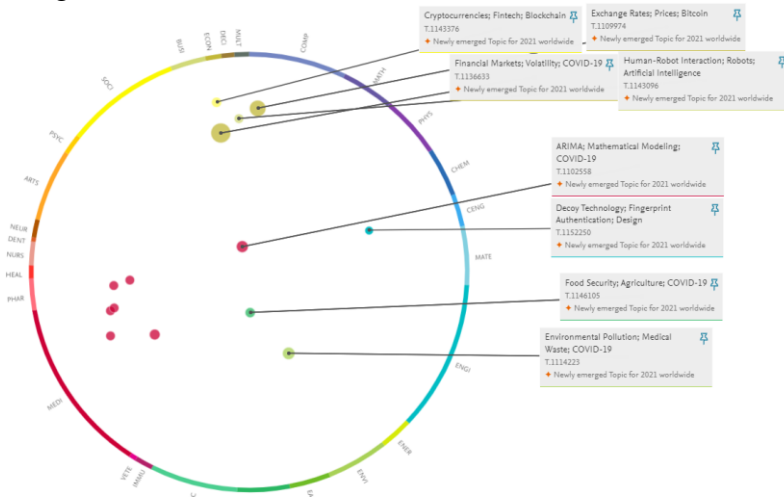 Cryptocurrencies; Fintech; Blockchain
T.1143376
Newly emerged Topic for 2021 worldwide
Exchange Rates; Prices; Bitcoin
T.1109974
Newly emerged Topic for 2021 worldwide
Financial Markets; Volatility; COVID-19
T.1136633
Newly emerged Topic for 2021 worldwide
Human-Robot Interaction; Robots;
Artificial Intelligence
T.1143096
Newly emerged Topic for 2021 worldwide
ARIMA; Mathematical Modeling;
COVID-19
T.1102558
Newly emerged Topic for 2021 worldwide
Decoy Technology; Fingerprint
Authentication; Design
T.1152250
Newly emerged Topic for 2021 worldwide
Food Security; Agriculture; COVID-19
T.1146105
Newly emerged Topic for 2021 worldwide
Environmental Pollution; Medical
Waste; COVID-19
T.1114223
Newly emerged Topic for 2021 worldwide
COMP
MATH
PHYS
CHEM
CENG
MATE
ENGI
ENER
ENVI
EA
C
IMMU
VETE
MEDI
PHAR
HEAL
NURS
DENT
NEUR
ARTS
PSYC
SOCI
BUSI
ECON
DECI
MULT